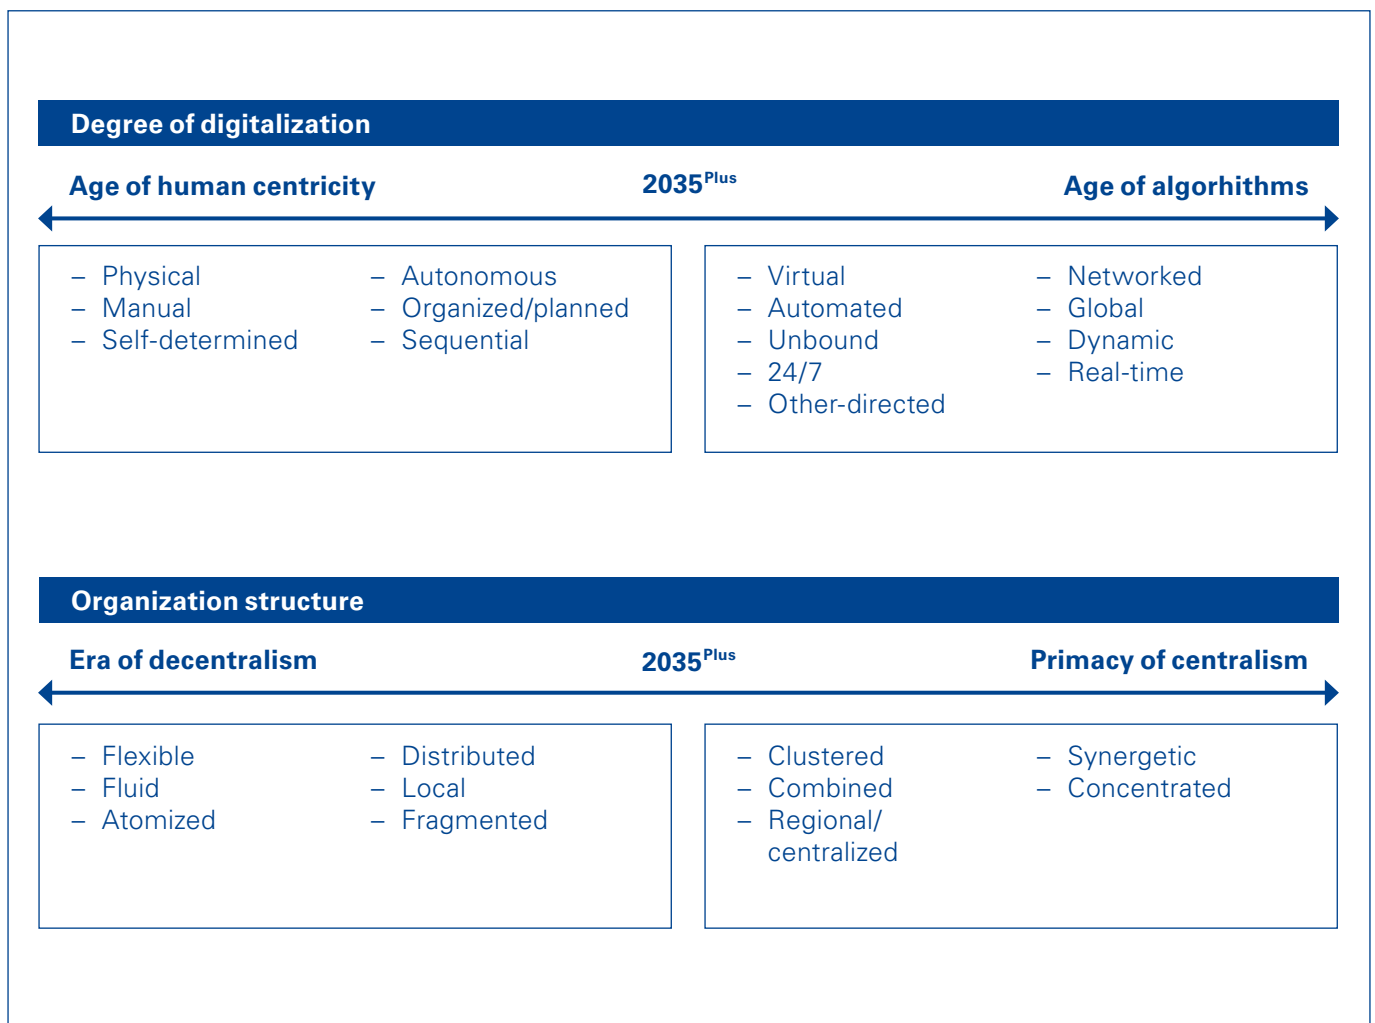 Degree of digitalization
Age of human centricity
2035Plus
Age of algorhithms
– Physical
– Manual
– Self-determined
– Autonomous
– Organized/planned
– Sequential
– Virtual
– Automated
– Unbound
– 24/7
– Other-directed
– Networked
– Global
– Dynamic
– Real-time
Organization structure
Era of decentralism
2035Plus
Primacy of centralism
– Flexible
– Fluid
– Atomized
– Distributed
– Local
– Fragmented
– Clustered
– Combined
– Regional/
centralized
– Synergetic
– Concentrated